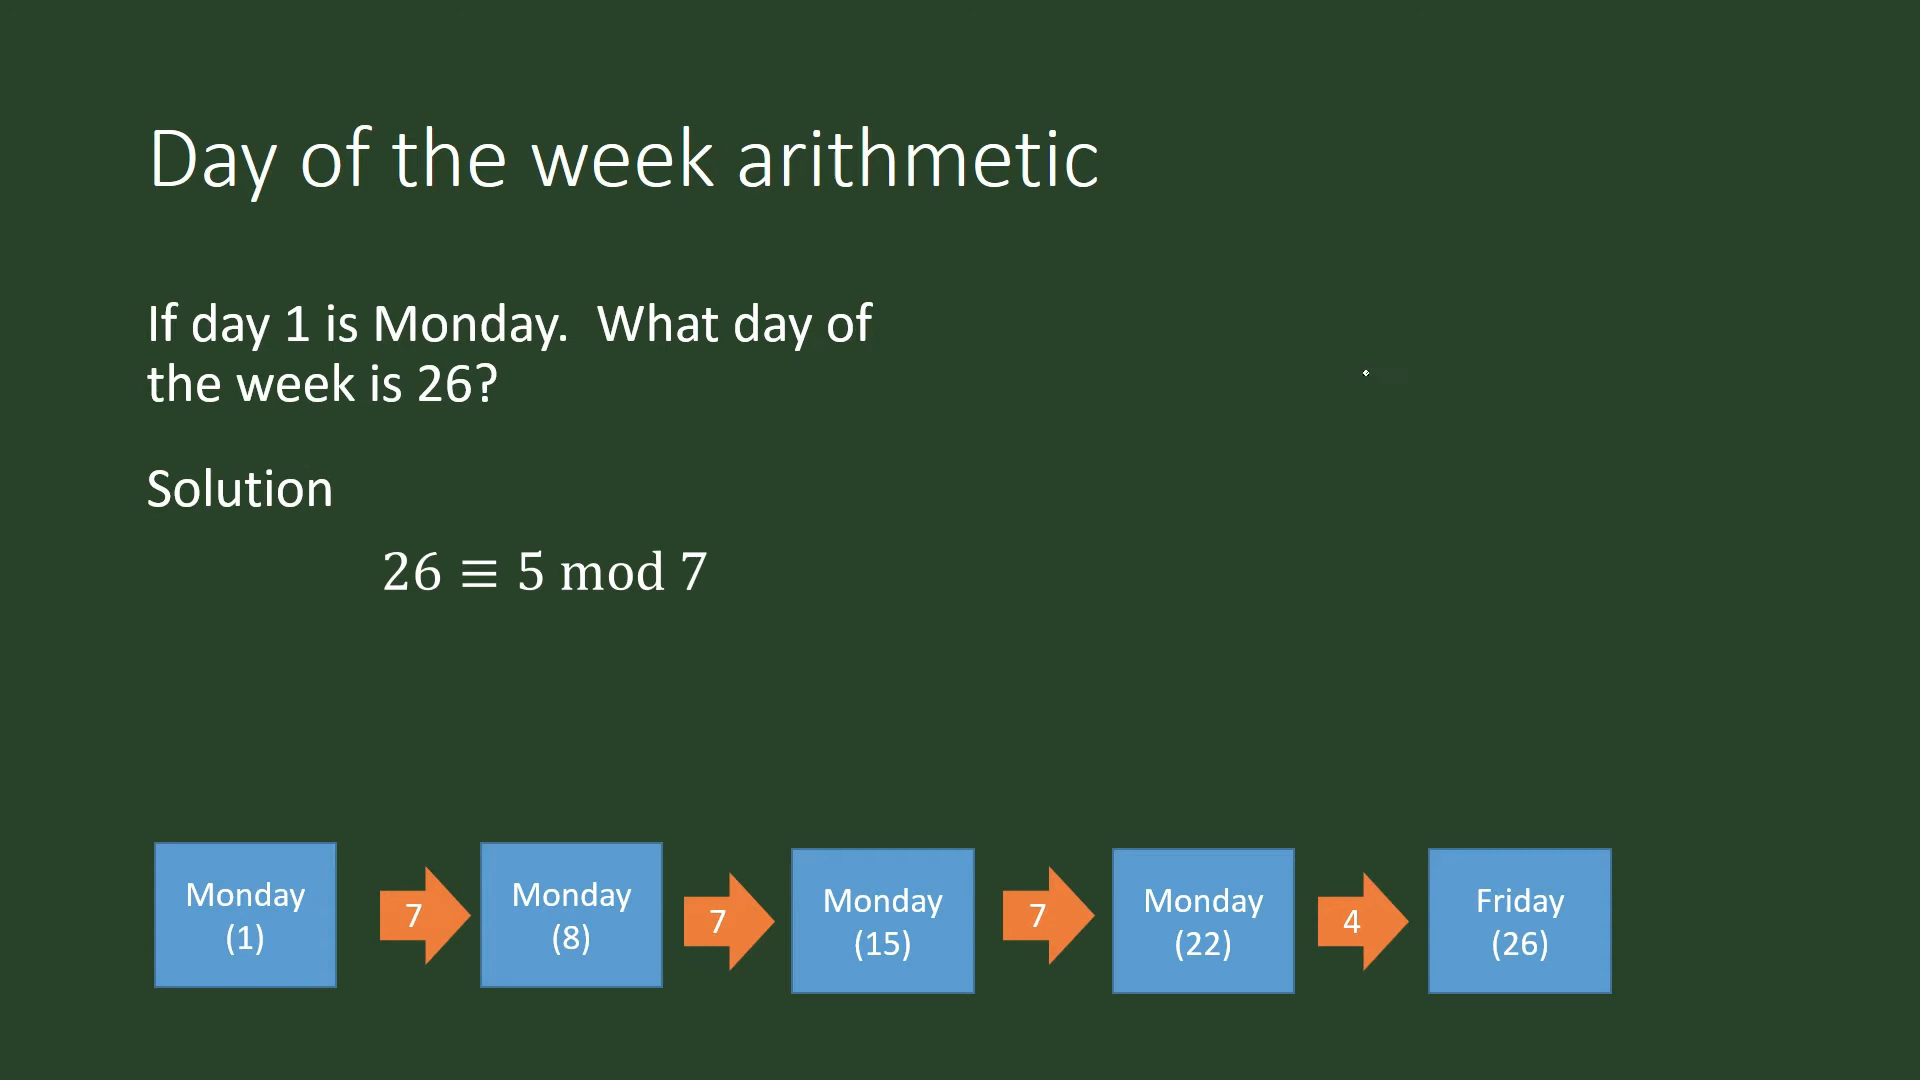 Day of the week arithmetic
If day 1 is Monday.  What day of
the week is 26?
Solution
26 ≡ 5 mod 7
Monday
(1)
7
Monday
(8)
7
Monday
(15)
7
Monday
(22)
4
Friday
(26)